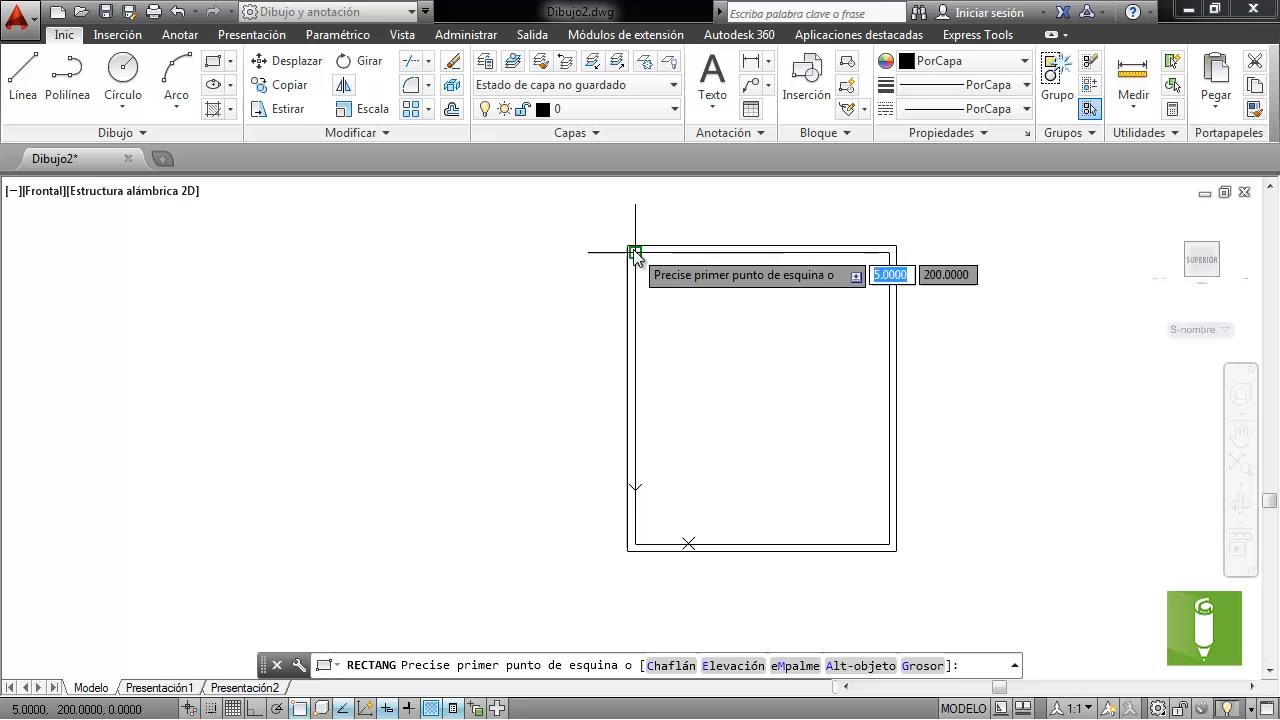 Dibujo y anotación
Dibujo2.dwg
Escriba palabra clave o frase
Iniciar sesión
Inic Inserción Anotar Presentación Paramétrico Vista Administrar Salida Módulos de extensión Autodesk 360 Aplicaciones destacadas Express Tools
Línea Polilínea Círculo Arco
Desplazar Girar
Copiar
Estirar Escala
Estado de capa no guardado
0
Texto
Inserción
PorCapa
PorCapa
PorCapa
Grupo
Medir
Pegar
Dibujo Modificar Capas Anotación Bloque Propiedades Grupos Utilidades Portapapeles
Dibujo2*
[−]|Frontal]|Estructura alámbrica 2D]
SUPERIOR
Precise primer punto de esquina o 5.0000 200.0000
S-nombre
RECTANG Precise primer punto de esquina o [Chaflán Elevación eMpalme Alt-objeto Grosor]:
Modelo Presentación1 Presentación2
5.0000, 200.0000, 0.0000
MODELO
1:1